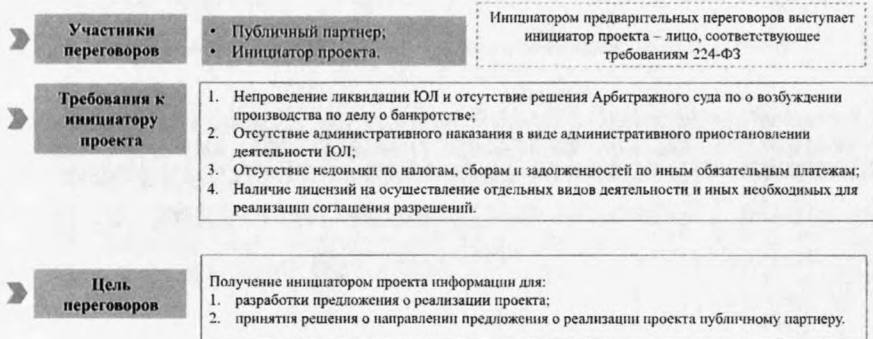 Участники
переговоров
• Публичный партнер;
• Инициатор проекта.
Инициатором предварительных переговоров выступает
инициатор проекта – лицо, соответствующее
требованиям 224-ФЗ
Требования к
инициатору
проекта
1. Непроведение ликвидации ЮЛ и отсутствие решения Арбитражного суда по о возбуждении
производства по делу о банкротстве;
2. Отсутствие административного наказания в виде административного приостановлении
деятельности ЮЛ;
3. Отсутствие недоимки по налогам, сборам и задолженностей по иным обязательным платежам;
4. Наличие лицензий на осуществление отдельных видов деятельности и иных необходимых для
реализации соглашения разрешений.
Цель
переговоров
Получение инициатором проекта информации для:
1. разработки предложения о реализации проекта;
2. принятия решения о направлении предложения о реализации проекта публичному партнеру.